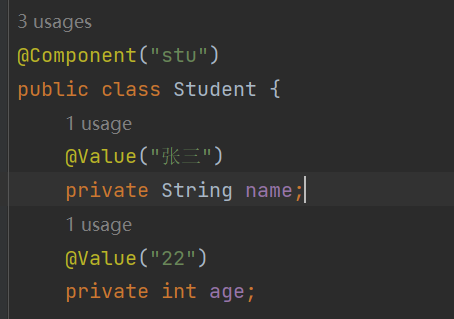 3 usages
@Component("stu")
public class Student {
1 usage
@Value("张三")
private String name;
1 usage
@Value("22")
private int age;